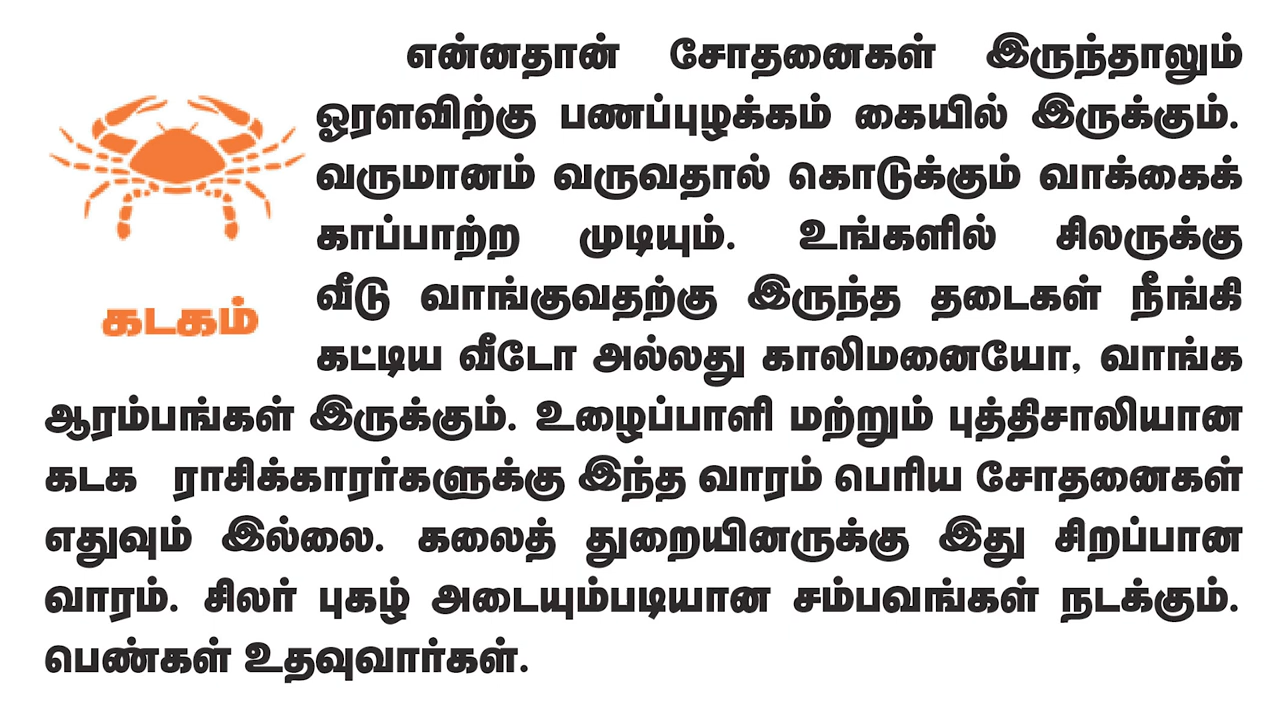 என்னதான் சோதனைகள் இருந்தாலும்
ஓரளவிற்கு பணப்புழக்கம் கையில் இருக்கும்.
வருமானம் வருவதால் கொடுக்கும் வாக்கைக்
காப்பாற்ற முடியும். உங்களில் சிலருக்கு
வீடு வாங்குவதற்கு இருந்த தடைகள் நீங்கி
கட்டிய வீடோ அல்லது காலிமனையோ, வாங்க
ஆரம்பங்கள் இருக்கும். உழைப்பாளி மற்றும் புத்திசாலியான
கடக ராசிக்காரர்களுக்கு இந்த வாரம் பெரிய சோதனைகள்
எதுவும் இல்லை. கலைத் துறையினருக்கு இது சிறப்பான
வாரம். சிலர் புகழ் அடையும்படியான சம்பவங்கள் நடக்கும்.
பெண்கள் உதவுவார்கள்.
கடகம்